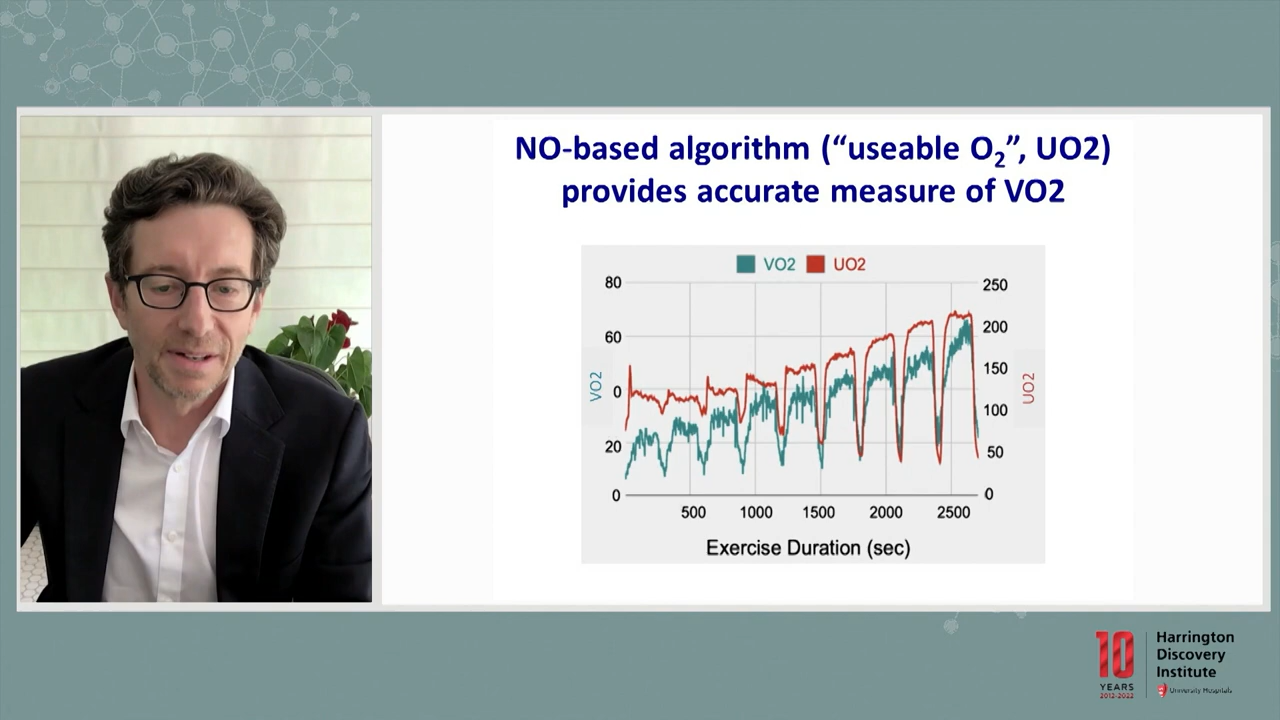 NO-based algorithm (“useable O₂”, UO2)
provides accurate measure of VO2
VO2 UO2
80
60
0
20
0
VO2
250
200
150
100
50
0
UO2
500 1000 1500 2000 2500
Exercise Duration (sec)
10
YEARS
2012-2022
Harrington
Discovery
Institute
University Hospitals